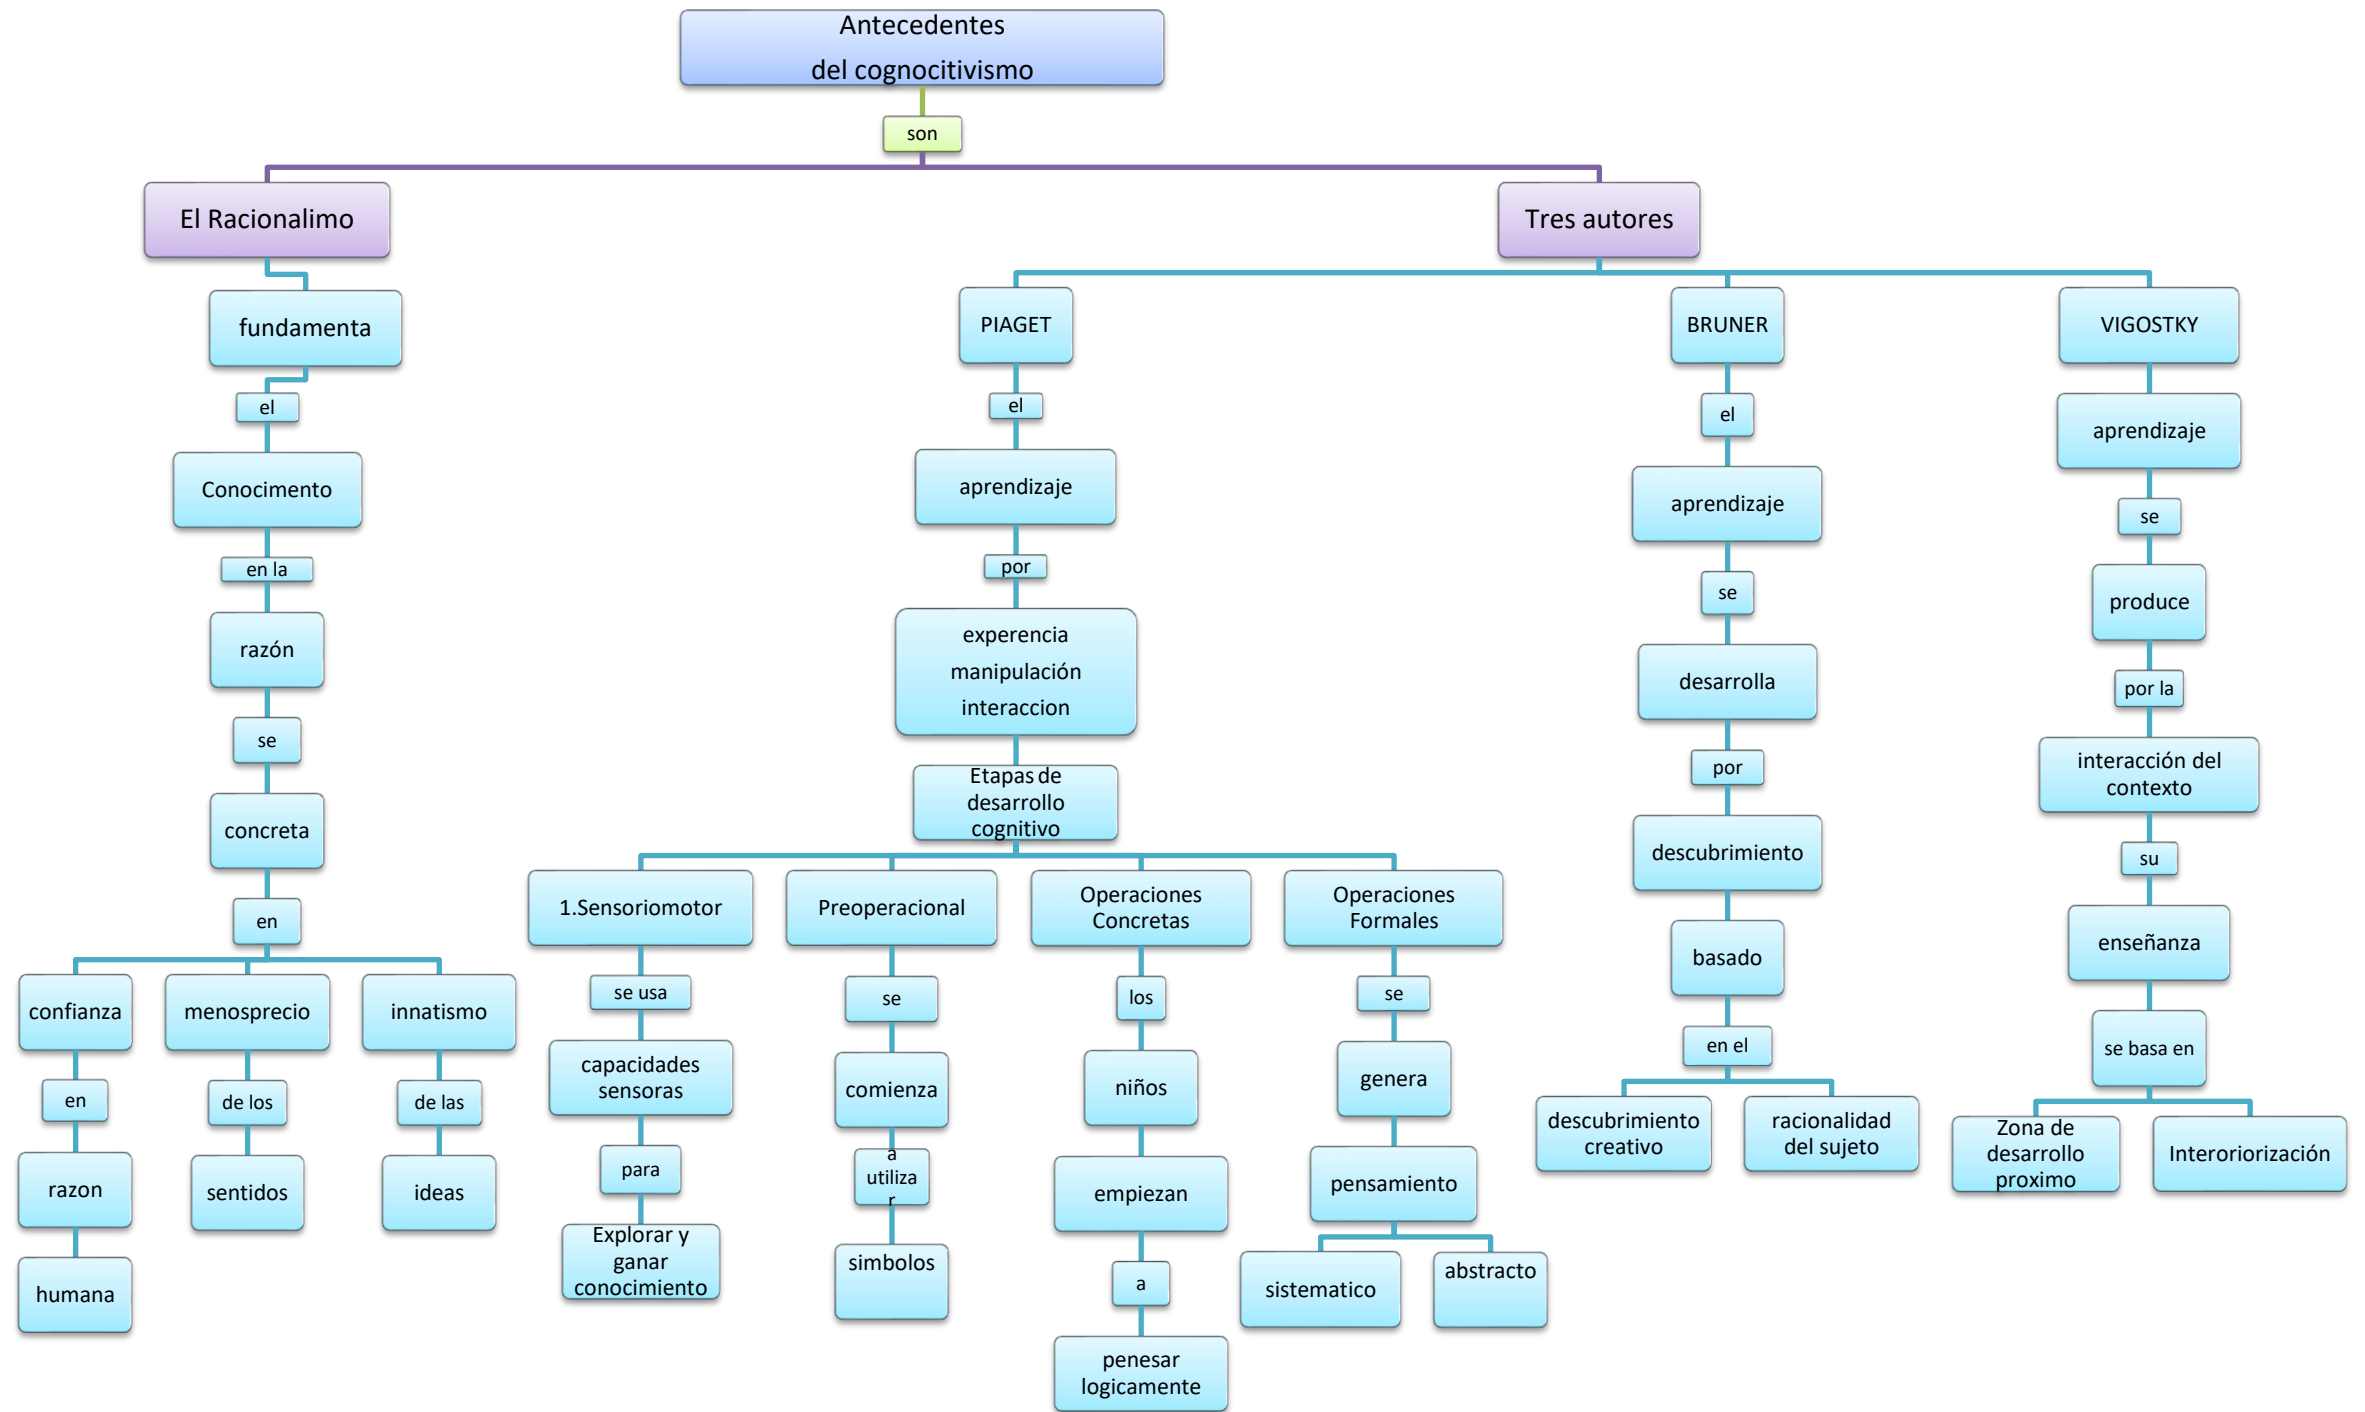 Antecedentes
del cognocitivismo
son
El Racionalimo
Tres autores
fundamenta
el
Conocimento
en la
razón
se
concreta
en
confianza
en
razon
humana
menosprecio
de los
sentidos
innatismo
de las
ideas
PIAGET
el
aprendizaje
por
experencia
manipulación
interaccion
Etapas de
desarrollo
cognitivo
1.Sensoriomotor
se usa
capacidades
sensoras
para
Explorar y
ganar
conocimiento
Preoperacional
se
comienza
a
utiliza
r
simbolos
Operaciones
Concretas
los
niños
empiezan
a
penesar
logicamente
Operaciones
Formales
se
genera
pensamiento
sistematico
abstracto
BRUNER
el
aprendizaje
se
desarrolla
por
descubrimiento
basado
en el
descubrimiento
creativo
racionalidad
del sujeto
VIGOSTKY
aprendizaje
se
produce
por la
interacción del
contexto
su
enseñanza
se basa en
Zona de
desarrollo
proximo
Interoriorización